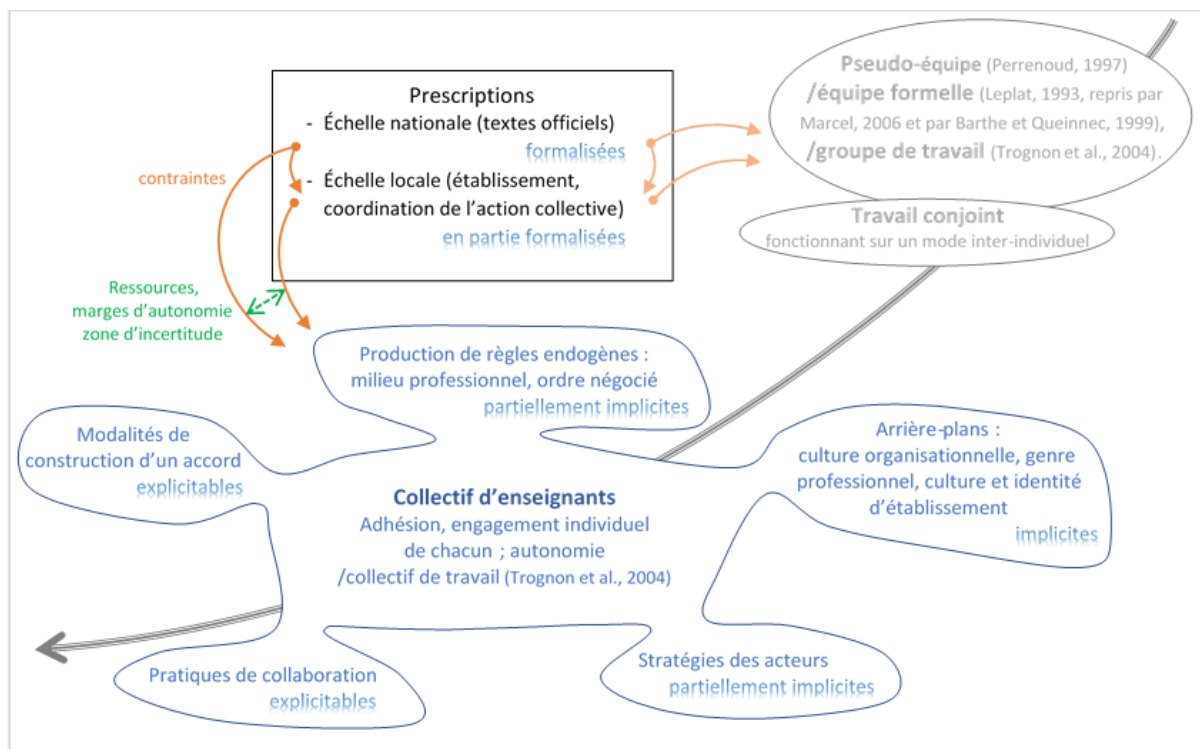 Pseudo-équipe (Perrenoud, 1997)
/équipe formelle (Leplat, 1993, repris par
Marcel, 2006 et par Barthe et Queinnec, 1999),
/groupe de travail (Trognon et al., 2004).
Travail conjoint
fonctionnant sur un mode inter-individuel
Prescriptions
- Échelle nationale (textes officiels)
formalisées
- Échelle locale (établissement,
coordination de l'action collective)
en partie formalisées
contraintes
Ressources,
marges d'autonomie
zone d'incertitude
Production de règles endogènes :
milieu professionnel, ordre négocié
partiellement implicites
Modalités de
construction d'un accord
explicitables
Arrière-plans :
culture organisationnelle, genre
professionnel, culture et identité
d'établissement
implicites
Collectif d'enseignants
Adhésion, engagement individuel
de chacun ; autonomie
/collectif de travail (Trognon et al., 2004)
Pratiques de collaboration
explicitables
Stratégies des acteurs
partiellement implicites